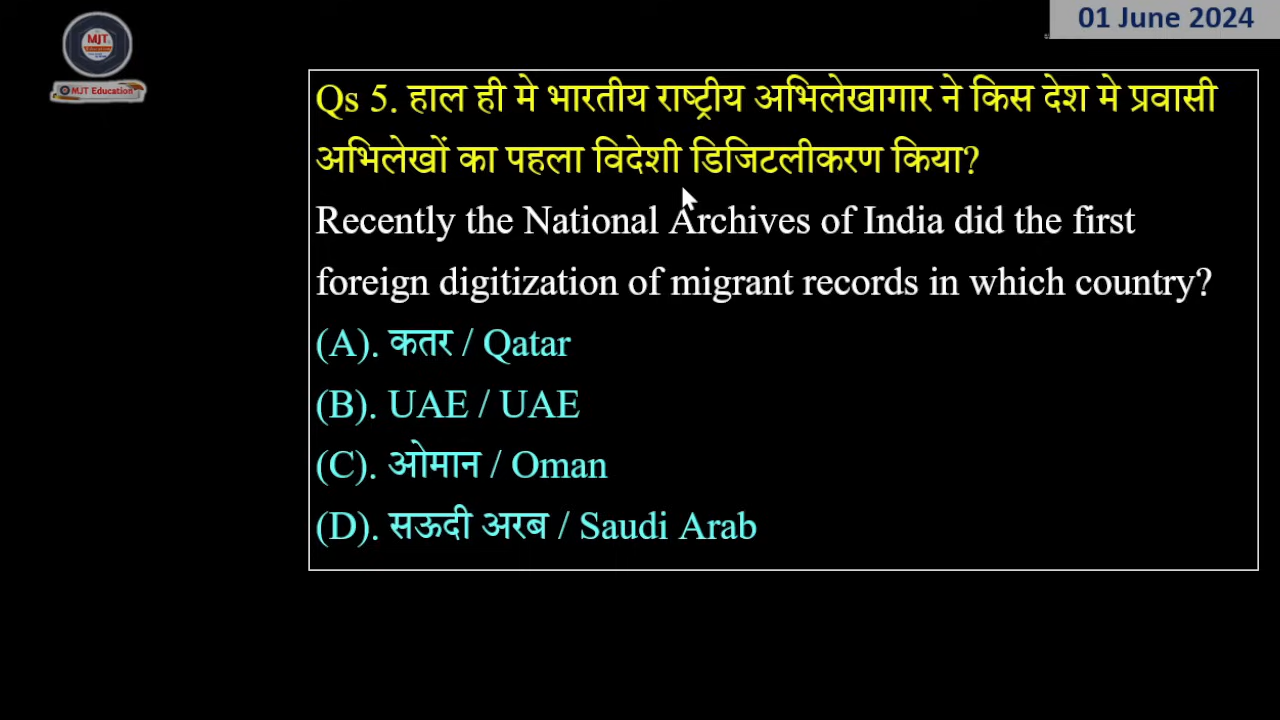 01 June 2024
MJT
Education
MJT Education
Qs 5. हाल ही मे भारतीय राष्ट्रीय अभिलेखागार ने किस देश मे प्रवासी
अभिलेखों का पहला विदेशी डिजिटलीकरण किया?
Recently the National Archives of India did the first
foreign digitization of migrant records in which country?
(A). कतर / Qatar
(B). UAE / UAE
(C). ओमान / Oman
(D). सऊदी अरब / Saudi Arab